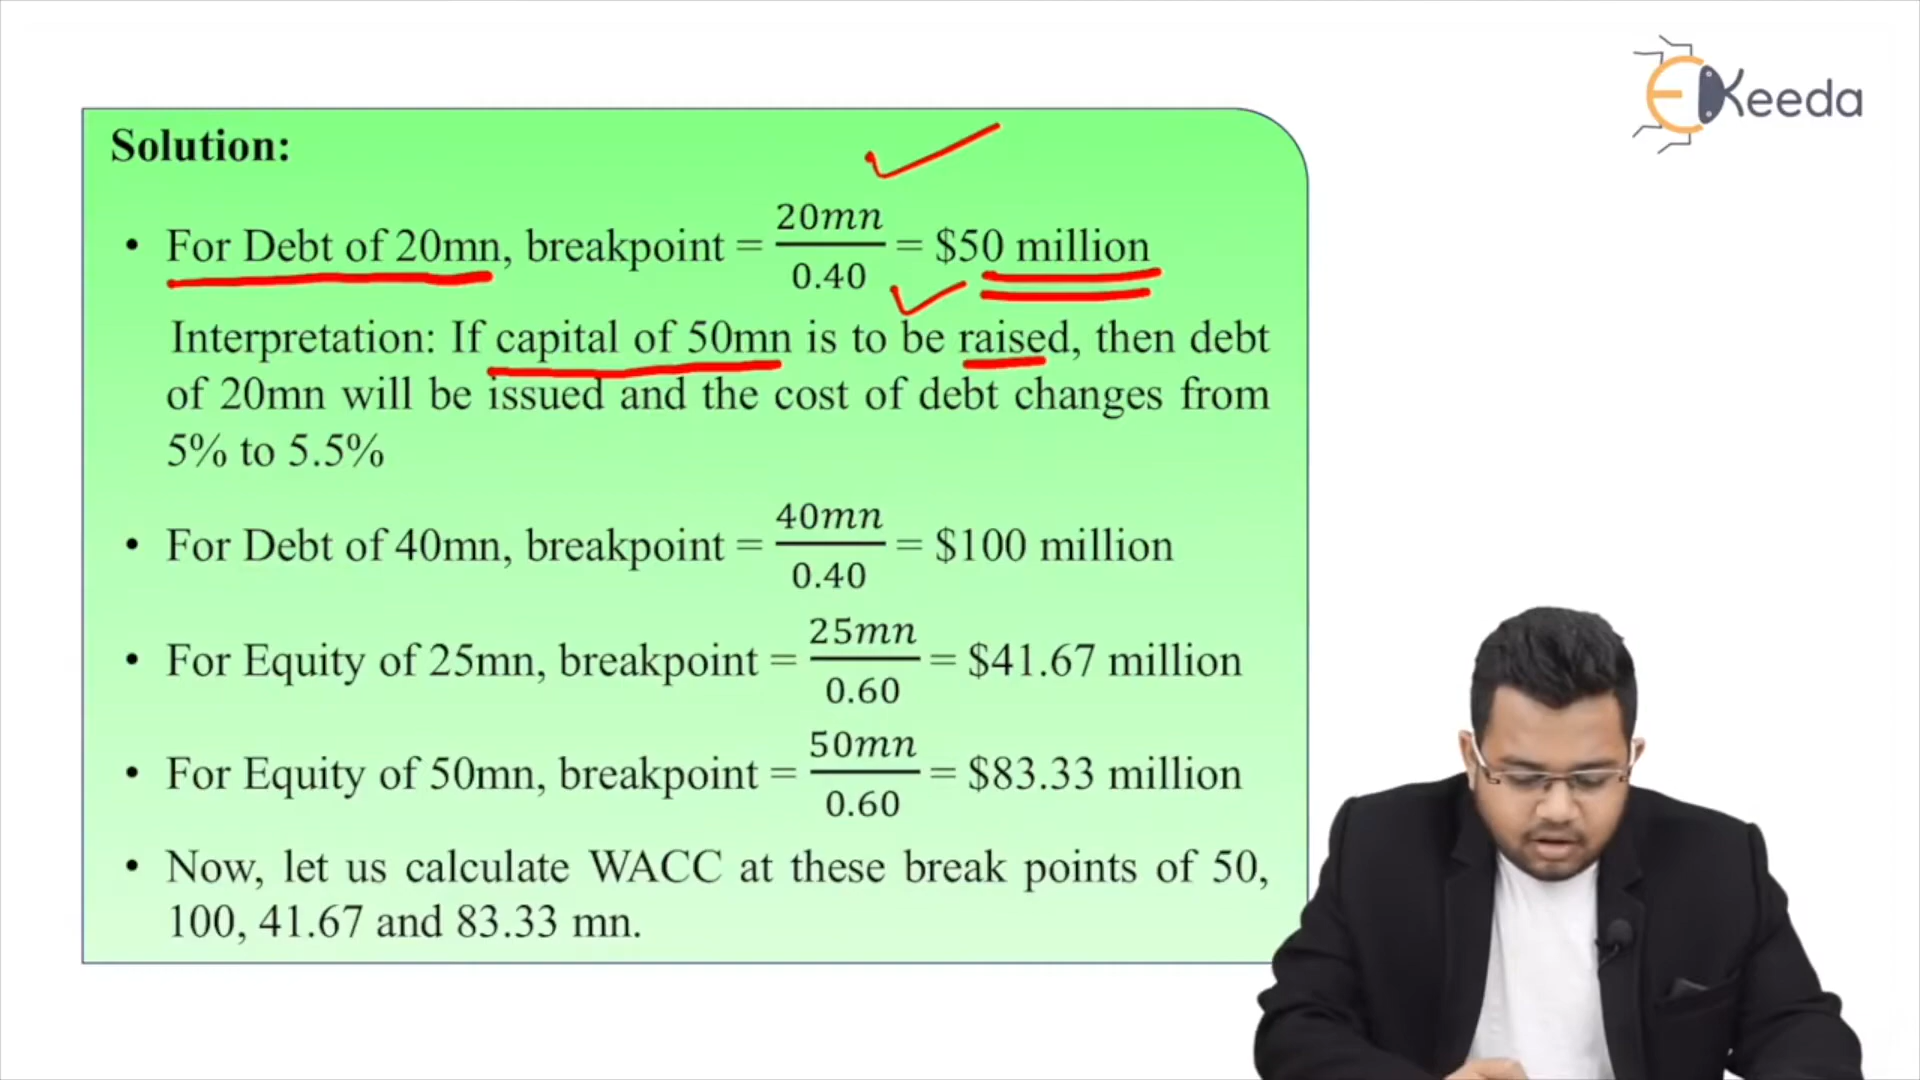 EKeeda
Solution:
• For Debt of 20mn, breakpoint = 20mn/0.40 = $50 million
Interpretation: If capital of 50mn is to be raised, then debt
of 20mn will be issued and the cost of debt changes from
5% to 5.5%
• For Debt of 40mn, breakpoint = 40mn/0.40 = $100 million
• For Equity of 25mn, breakpoint = 25mn/0.60 = $41.67 million
• For Equity of 50mn, breakpoint = 50mn/0.60 = $83.33 million
• Now, let us calculate WACC at these break points of 50,
100, 41.67 and 83.33 mn.